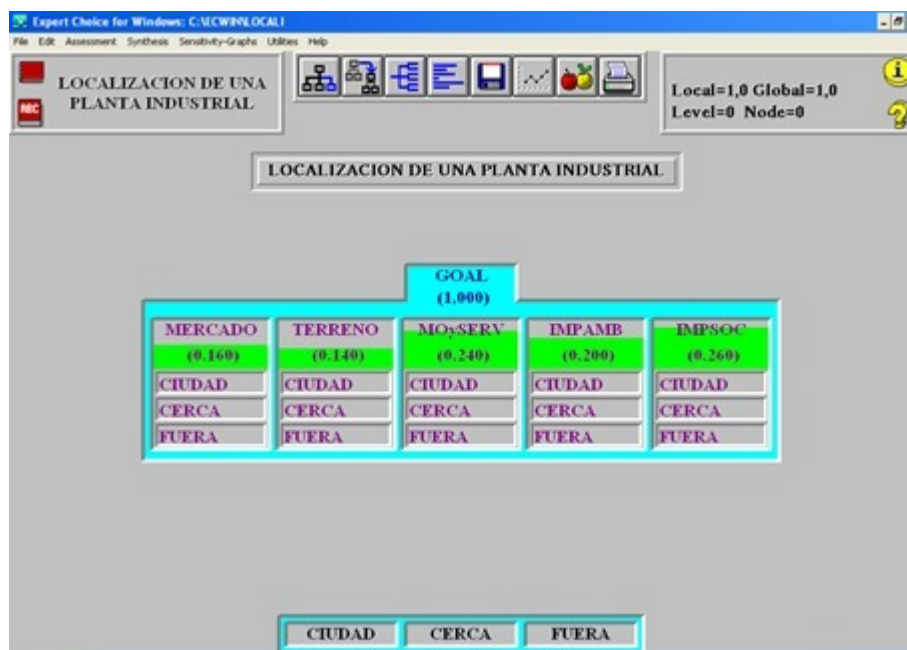 Expert Choice for Windows: C:\ECWIN\LOCALI
File Edit Assessment Synthesis Sensitivity-Graphs Utilities Help
LOCALIZACION DE UNA
PLANTA INDUSTRIAL
ABC
Local=1,0 Global=1,0
Level=0 Node=0
i
?
LOCALIZACION DE UNA PLANTA INDUSTRIAL
GOAL
(1,000)
MERCADO TERRENO MOySERV IMPAMB IMPSOC
(0.160) (0.140) (0.240) (0.200) (0.260)
CIUDAD CIUDAD CIUDAD CIUDAD CIUDAD
CERCA CERCA CERCA CERCA CERCA
FUERA FUERA FUERA FUERA FUERA
CIUDAD CERCA FUERA